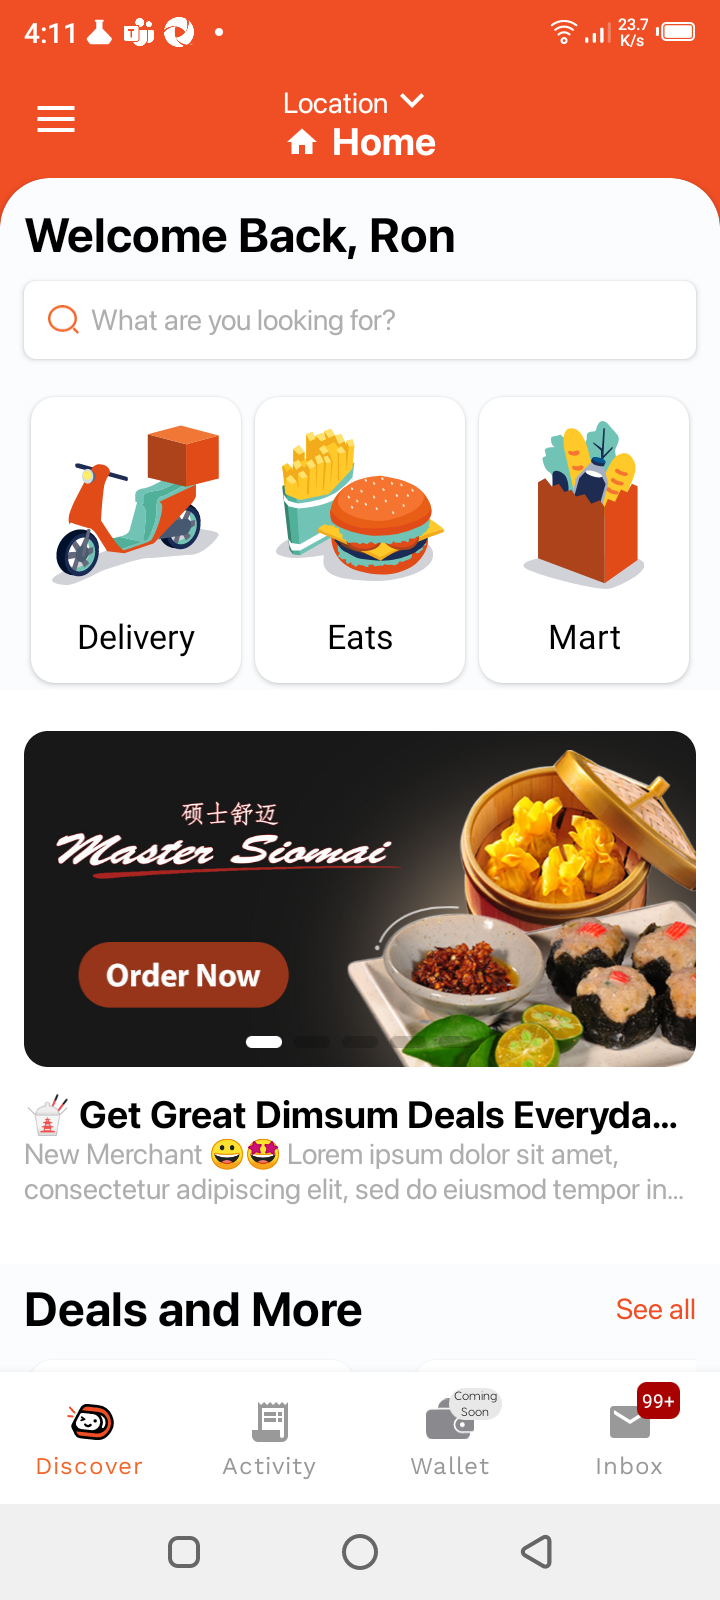 4:11
23.7
K/s
Location
Home
Welcome Back, Ron
What are you looking for?
Delivery
Eats
Mart
硕士舒迈
Master Siomai
Order Now
🥡 Get Great Dimsum Deals Everyda...
New Merchant 😀🤩 Lorem ipsum dolor sit amet,
consectetur adipiscing elit, sed do eiusmod tempor in...
Deals and More
See all
Coming
Soon
99+
Discover
Activity
Wallet
Inbox